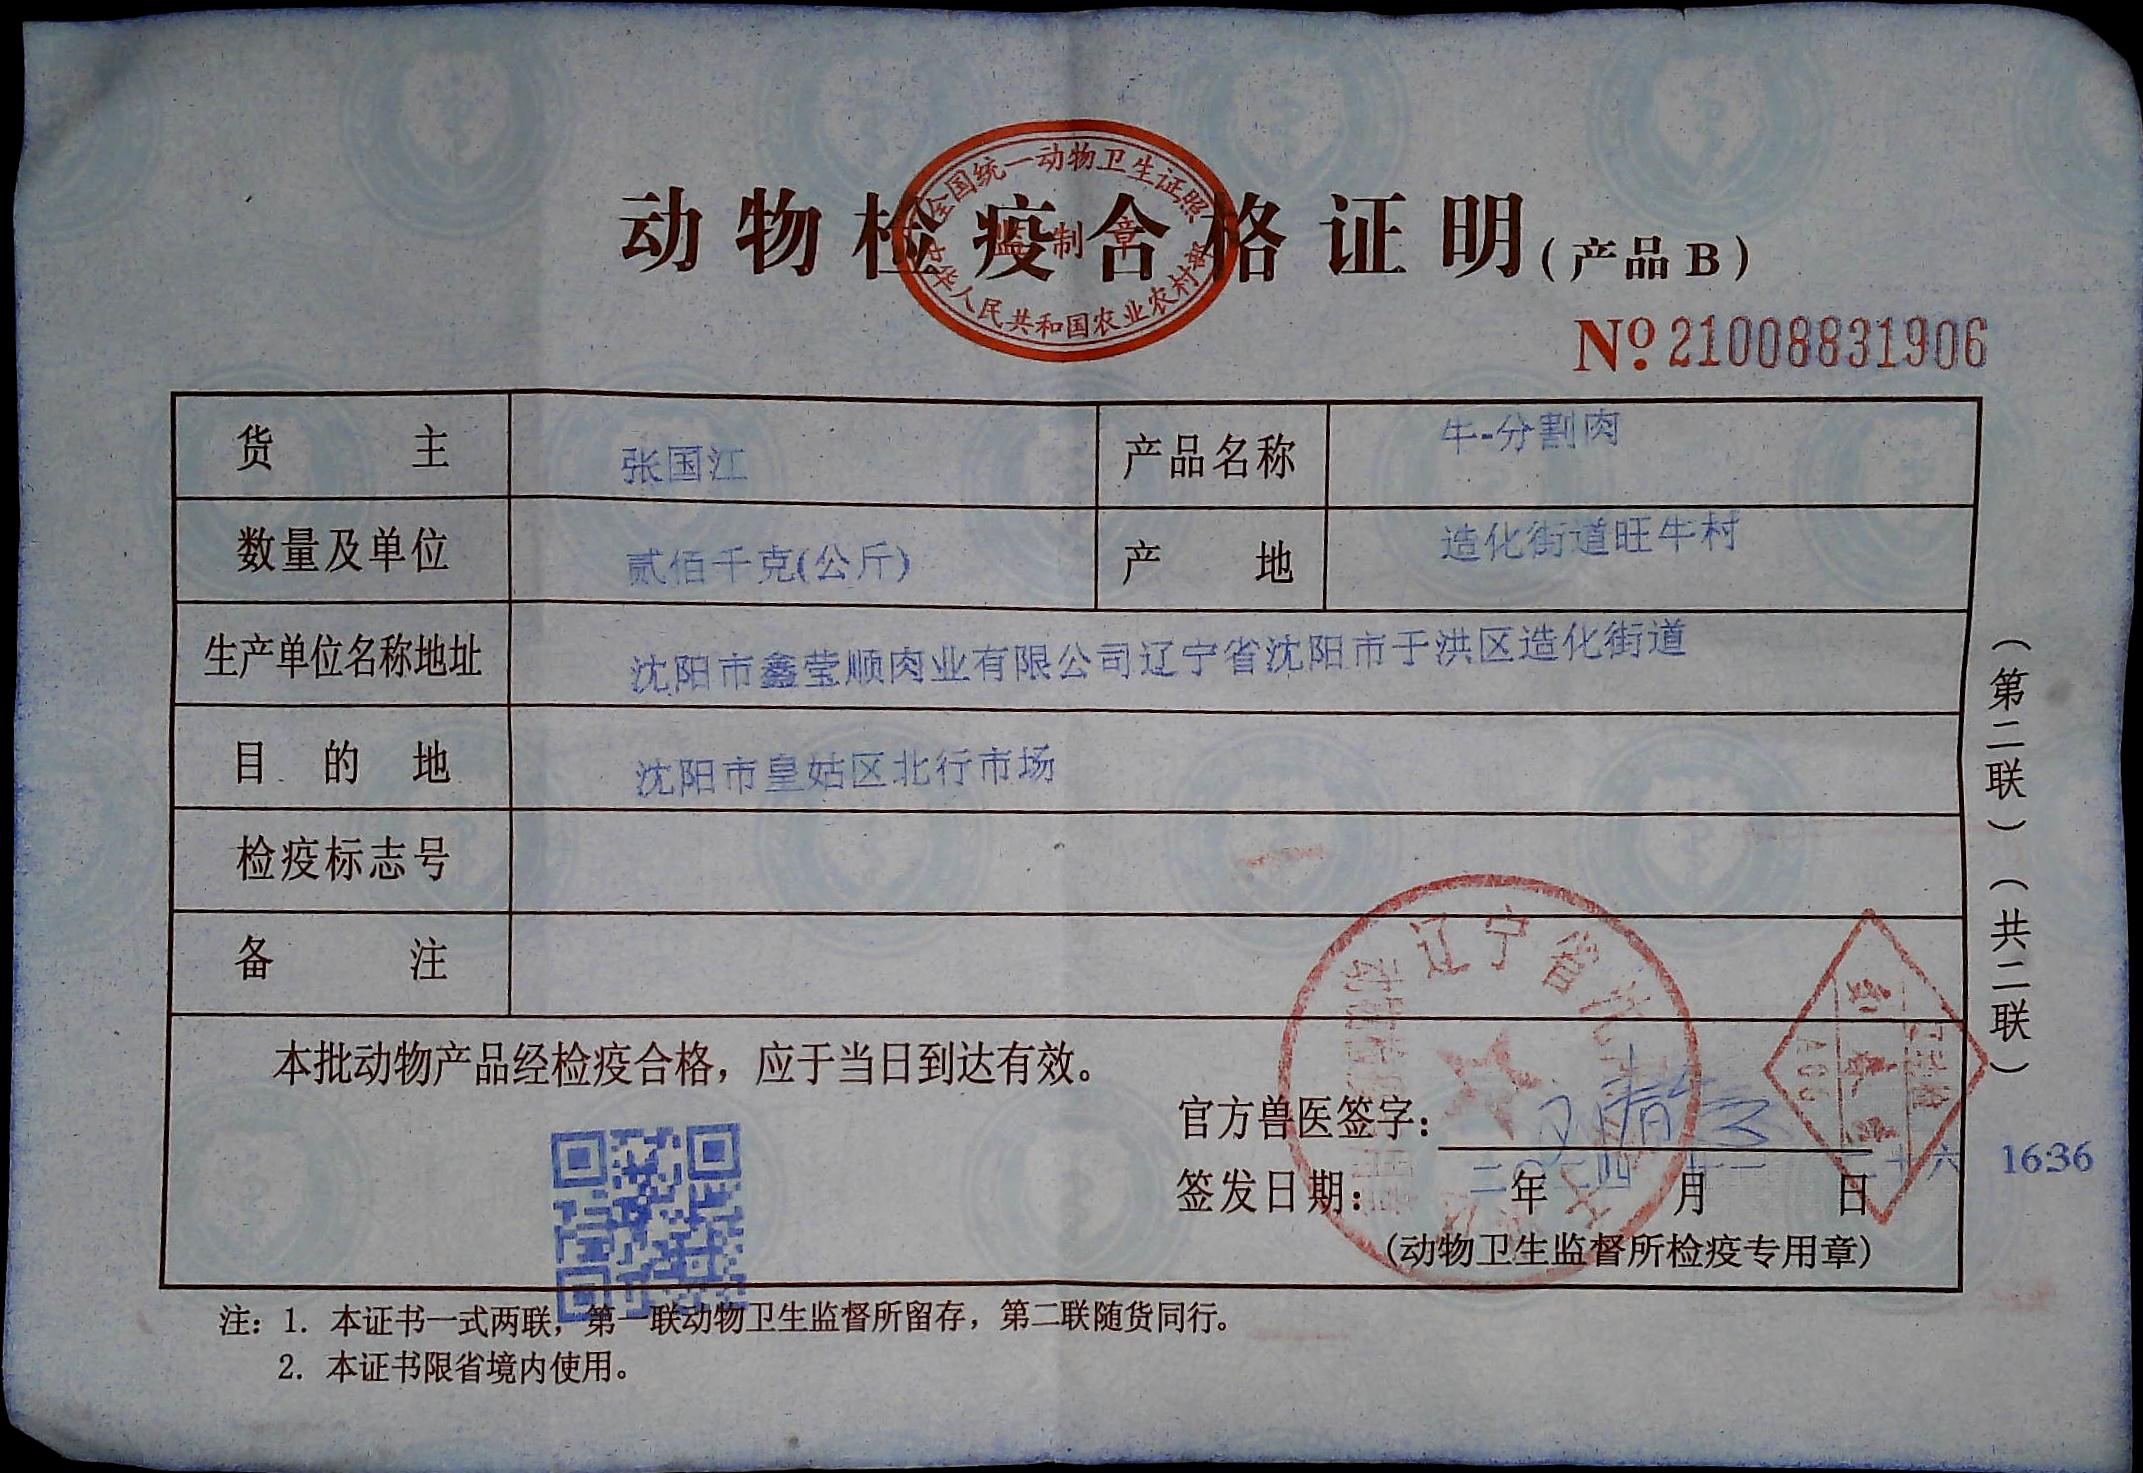 全国统一动物卫生证照
监制章
中华人民共和国农业农村部
动物检疫合格证明(产品B)
№21008831906
货主 张国江 产品名称 牛-分割肉
数量及单位 贰佰千克(公斤) 产地 造化街道旺牛村
生产单位名称地址 沈阳市鑫莹顺肉业有限公司辽宁省沈阳市于洪区造化街道
目的地 沈阳市皇姑区北行市场
检疫标志号
备注
(第二联)(共二联)
本批动物产品经检疫合格，应于当日到达有效。
辽宁省沈
官方兽医签字：
签发日期： 二〇二四年 十一月 二十六日 1636
(动物卫生监督所检疫专用章)
注：1. 本证书一式两联，第一联动物卫生监督所留存，第二联随货同行。
2. 本证书限省境内使用。